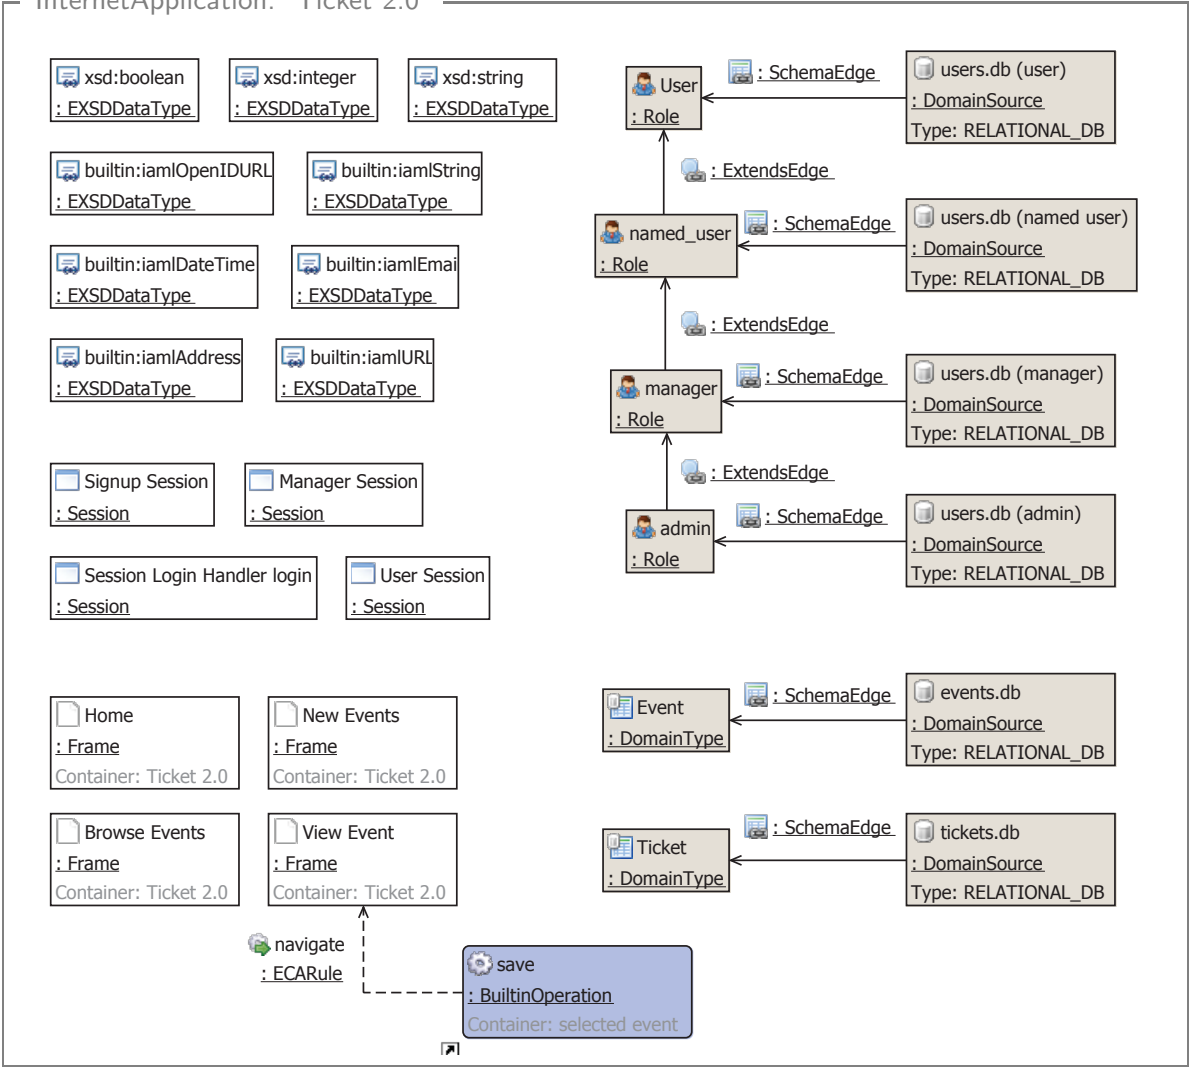 InternetApplication: Ticket 2.0
xsd:boolean
: EXSDDataType
xsd:integer
: EXSDDataType
xsd:string
: EXSDDataType
builtin:iamlOpenIDURL
: EXSDDataType
builtin:iamlString
: EXSDDataType
builtin:iamlDateTime
: EXSDDataType
builtin:iamlEmai
: EXSDDataType
builtin:iamlAddress
: EXSDDataType
builtin:iamlURL
: EXSDDataType
Signup Session
: Session
Manager Session
: Session
Session Login Handler login
: Session
User Session
: Session
Home
: Frame
Container: Ticket 2.0
New Events
: Frame
Container: Ticket 2.0
Browse Events
: Frame
Container: Ticket 2.0
View Event
: Frame
Container: Ticket 2.0
navigate
: ECARule
save
: BuiltinOperation
Container: selected event
User
: Role
: SchemaEdge
users.db (user)
: DomainSource
Type: RELATIONAL_DB
: ExtendsEdge
named_user
: Role
: SchemaEdge
users.db (named user)
: DomainSource
Type: RELATIONAL_DB
: ExtendsEdge
manager
: Role
: SchemaEdge
users.db (manager)
: DomainSource
Type: RELATIONAL_DB
: ExtendsEdge
admin
: Role
: SchemaEdge
users.db (admin)
: DomainSource
Type: RELATIONAL_DB
Event
: DomainType
: SchemaEdge
events.db
: DomainSource
Type: RELATIONAL_DB
Ticket
: DomainType
: SchemaEdge
tickets.db
: DomainSource
Type: RELATIONAL_DB